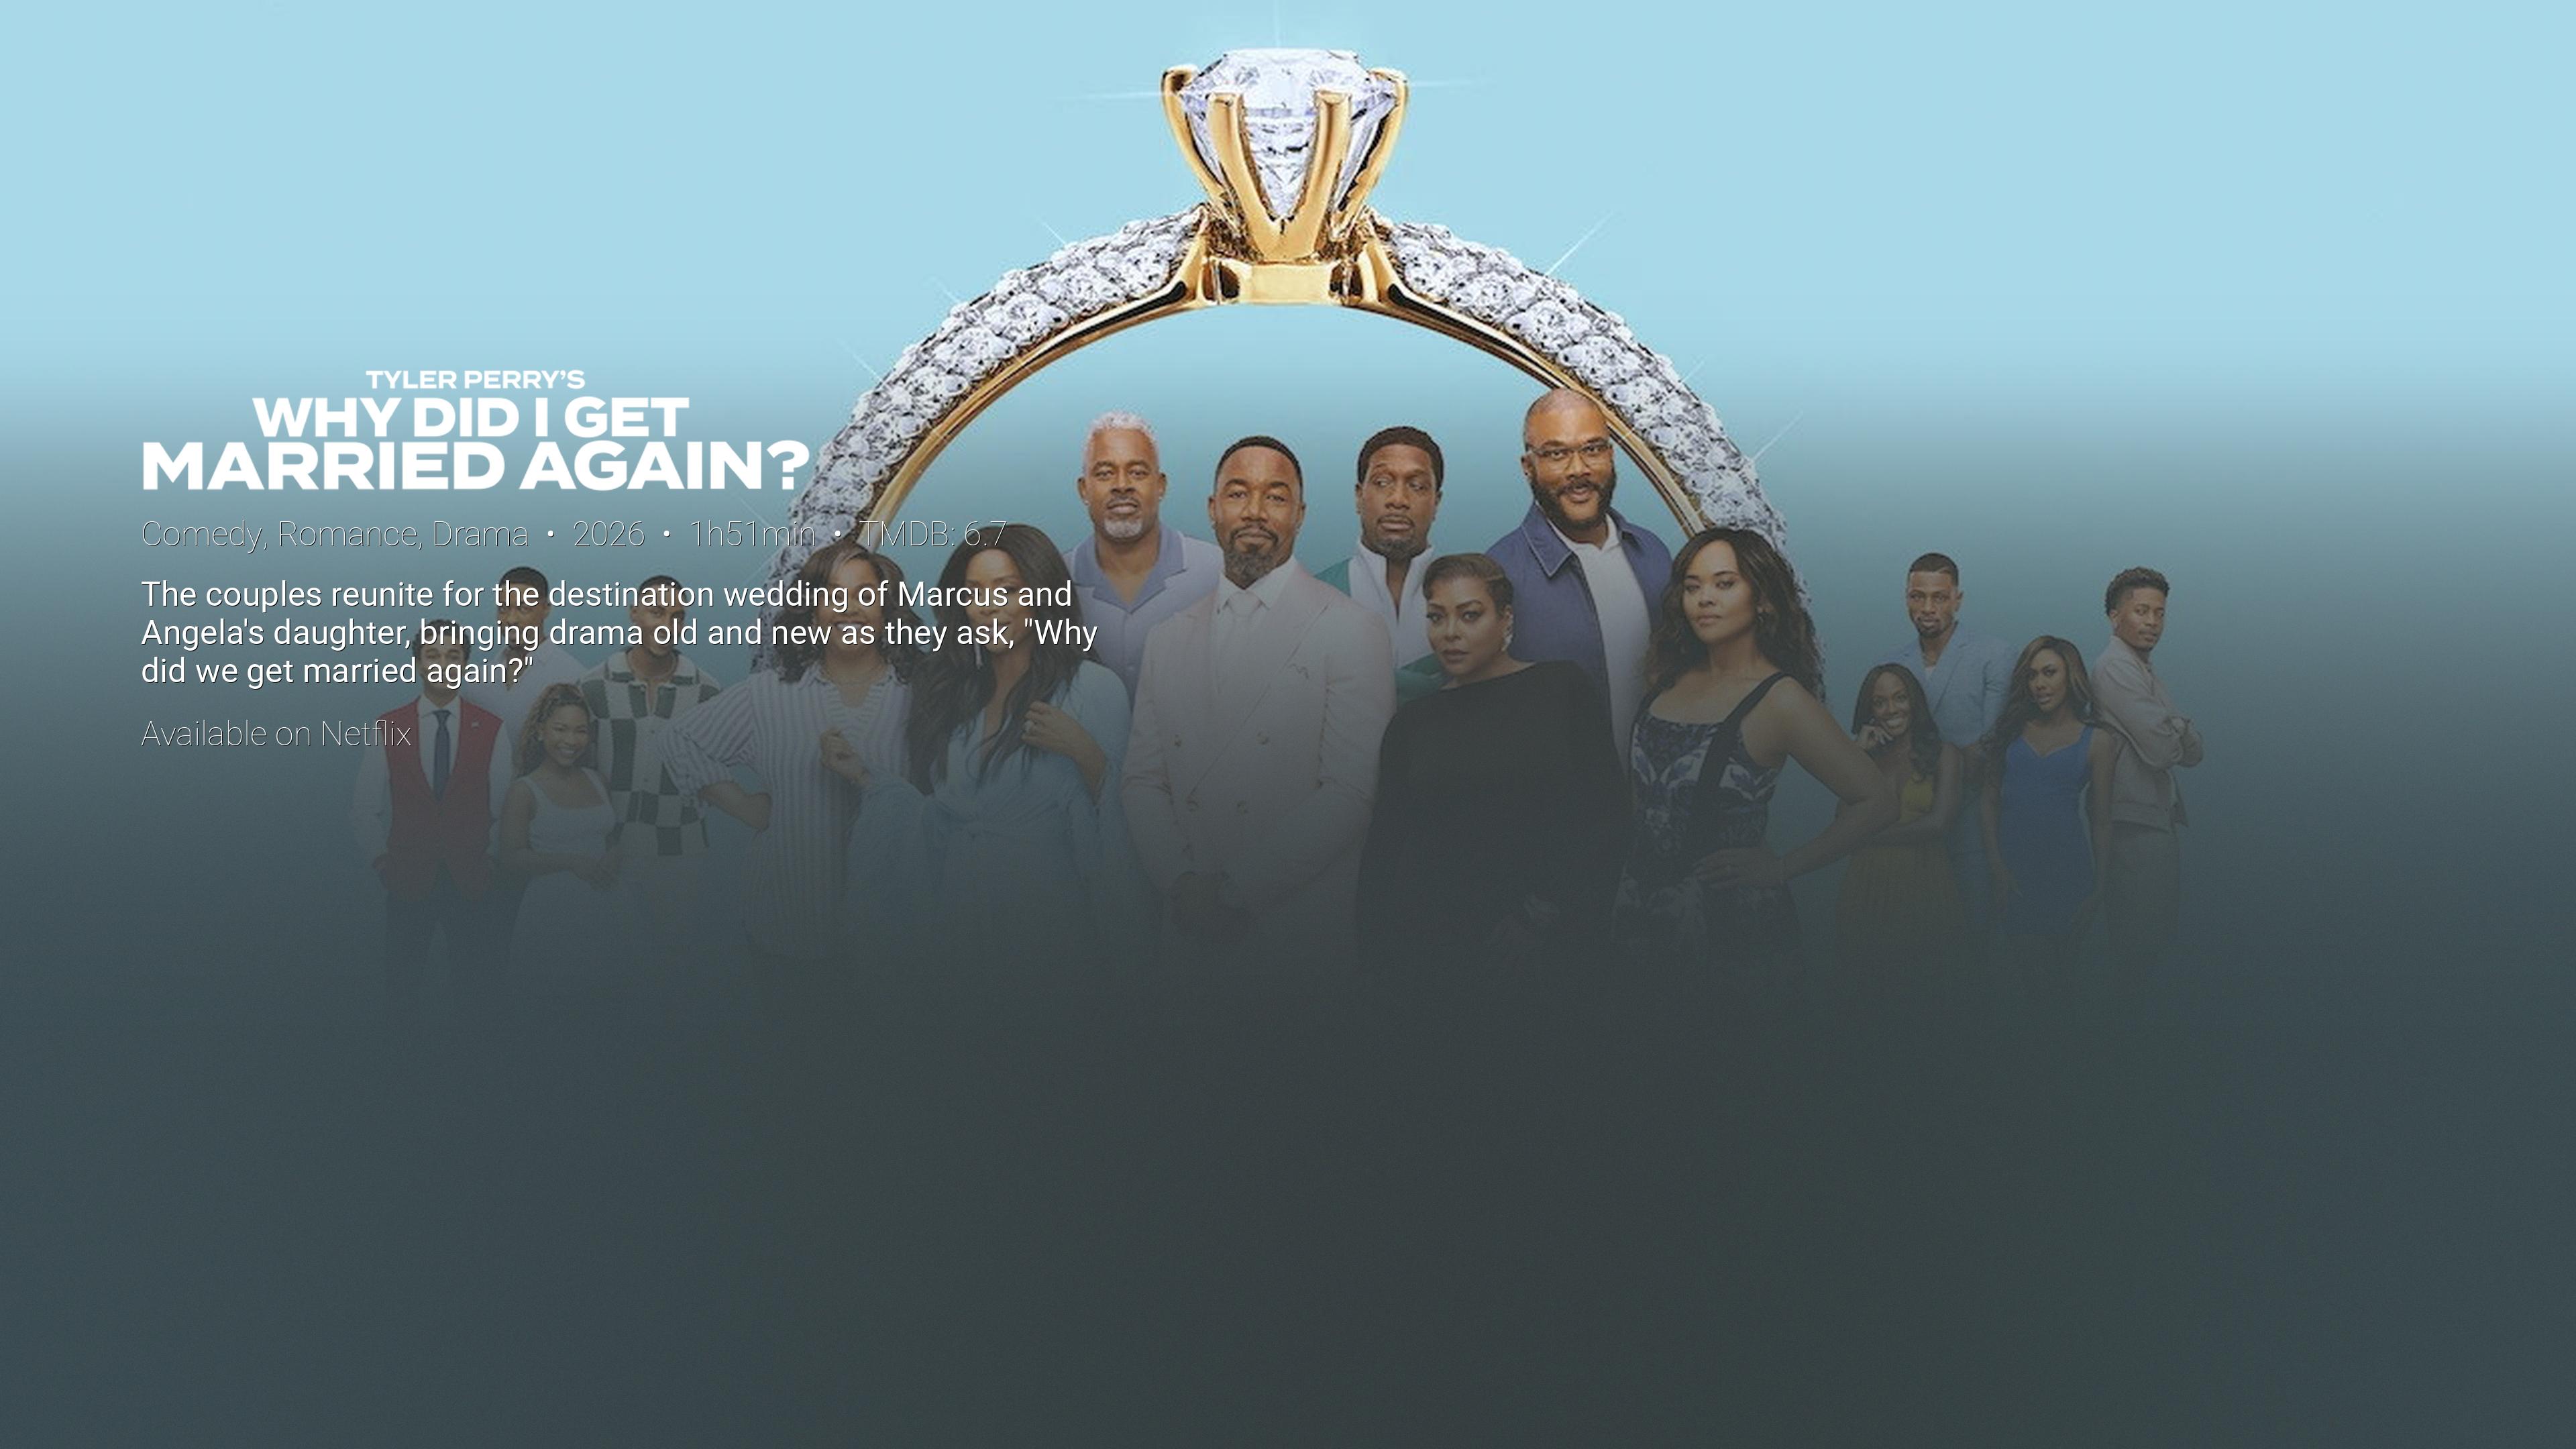 TYLER PERRY'S
WHY DID I GET
MARRIED AGAIN?
Comedy, Romance, Drama • 2026 • 1h51min • TMDB: 6.7
The couples reunite for the destination wedding of Marcus and
Angela's daughter, bringing drama old and new as they ask, "Why
did we get married again?"
Available on Netflix